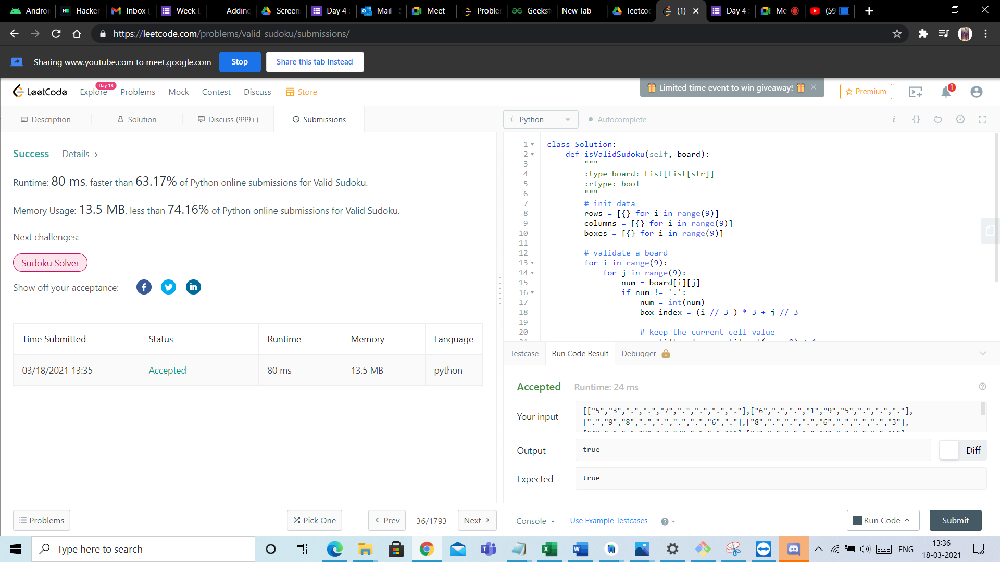 Androi
Hacker
Inbox (
Week
Adding
Screen
Day 4
Mail -
Meet -
Probler
Geeksf
New Tab
leetco
(1)
Day 4
Me
(59
https://leetcode.com/problems/valid-sudoku/submissions/
Sharing www.youtube.com to meet.google.com
Stop
Share this tab instead
LeetCode
Day 18
Explore
Problems
Mock
Contest
Discuss
Store
Limited time event to win giveaway!
Premium
1
Description
Solution
Discuss (999+)
Submissions
i Python
Autocomplete
Success Details >
Runtime: 80 ms, faster than 63.17% of Python online submissions for Valid Sudoku.
Memory Usage: 13.5 MB, less than 74.16% of Python online submissions for Valid Sudoku.
Next challenges:
Sudoku Solver
Show off your acceptance:
Time Submitted Status Runtime Memory Language
03/18/2021 13:35 Accepted 80 ms 13.5 MB python
1 class Solution:
2 def isValidSudoku(self, board):
3 """
4 :type board: List[List[str]]
5 :rtype: bool
6 """
7 # init data
8 rows = [{} for i in range(9)]
9 columns = [{} for i in range(9)]
10 boxes = [{} for i in range(9)]
11
12 # validate a board
13 for i in range(9):
14 for j in range(9):
15 num = board[i][j]
16 if num != '.':
17 num = int(num)
18 box_index = (i // 3 ) * 3 + j // 3
19
20 # keep the current cell value
Testcase
Run Code Result
Debugger
Accepted Runtime: 24 ms
Your input
[["5","3",".",".","7",".",".",".","."],["6",".",".","1","9","5",".",".","."],
[".","9","8",".",".",".",".","6","."],["8",".",".",".","6",".",".",".","3"],
Output
true
Diff
Expected
true
Problems
Pick One
< Prev
36/1793
Next >
Console
Use Example Testcases
Run Code
Submit
Type here to search
ENG
13:36
18-03-2021